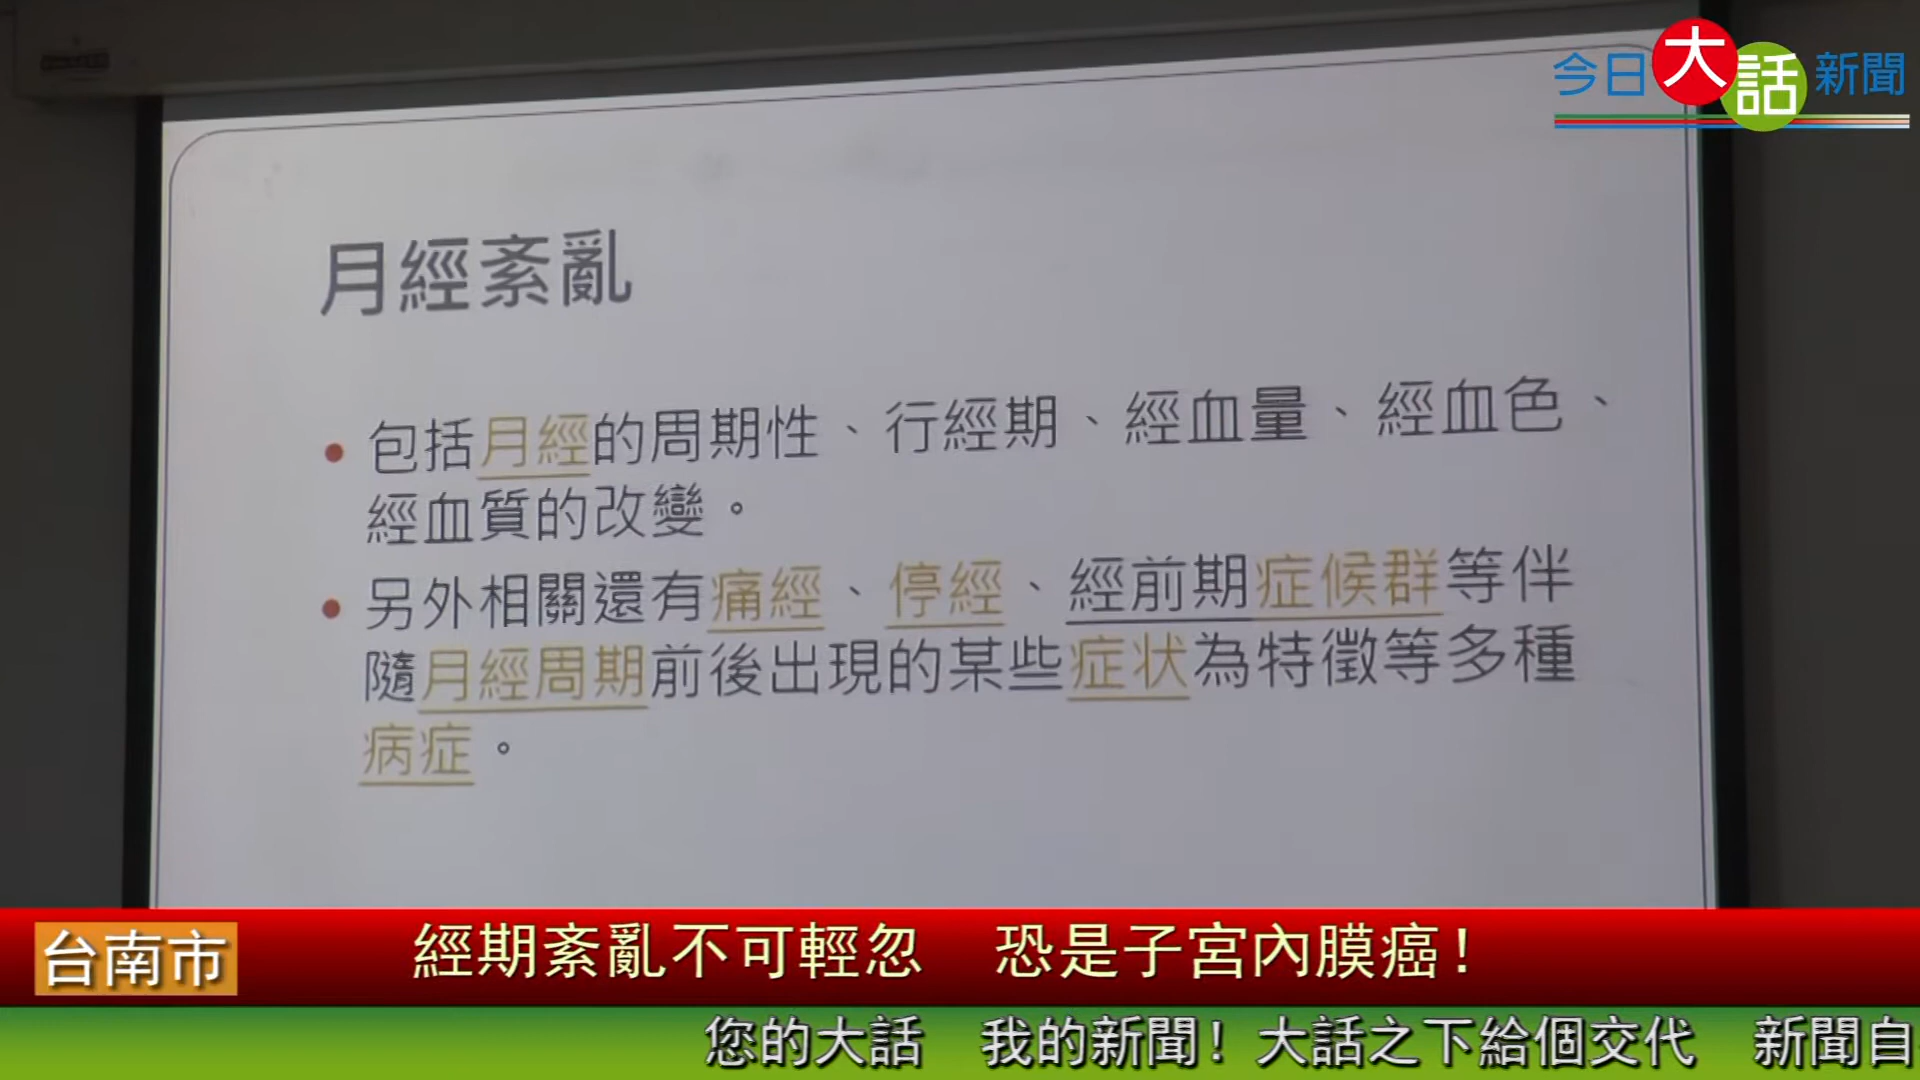 今日大話新聞
月經紊亂
包括月經的周期性、行經期、經血量、經血色、
經血質的改變。
另外相關還有痛經、停經、經前期症候群等伴
隨月經周期前後出現的某些症状為特徵等多種
病症。
台南市
經期紊亂不可輕忽 恐是子宮內膜癌!
您的大話 我的新聞!大話之下給個交代 新聞自